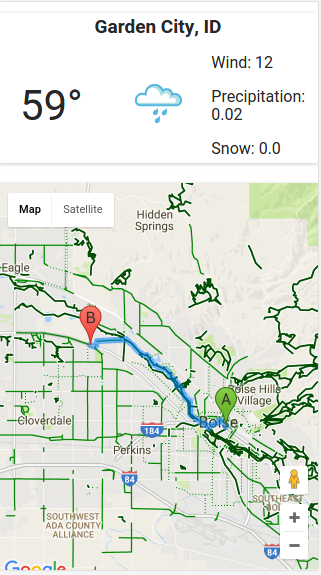 Garden City, ID
59°
Wind: 12
Precipitation:
0.02
Snow: 0.0
Map
Satellite
Hidden
Springs
Eagle
B
A
Boise Hills
Village
Boise
Cloverdale
184
Perkins
84
SOUTHWEST
ADA COUNTY
ALLIANCE
SOUTHEAST
BO
+
−
84
Google